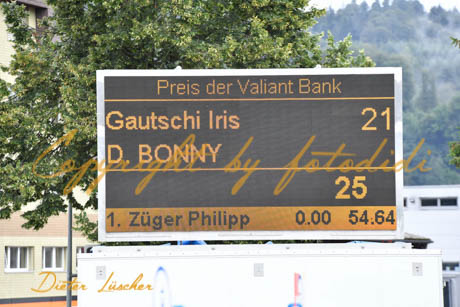 Preis der Valiant Bank
Gautschi Iris 21
D. BONNY
25
1. Züger Philipp 0.00 54.64
Copyright by fotodidi
Dieter Lüscher